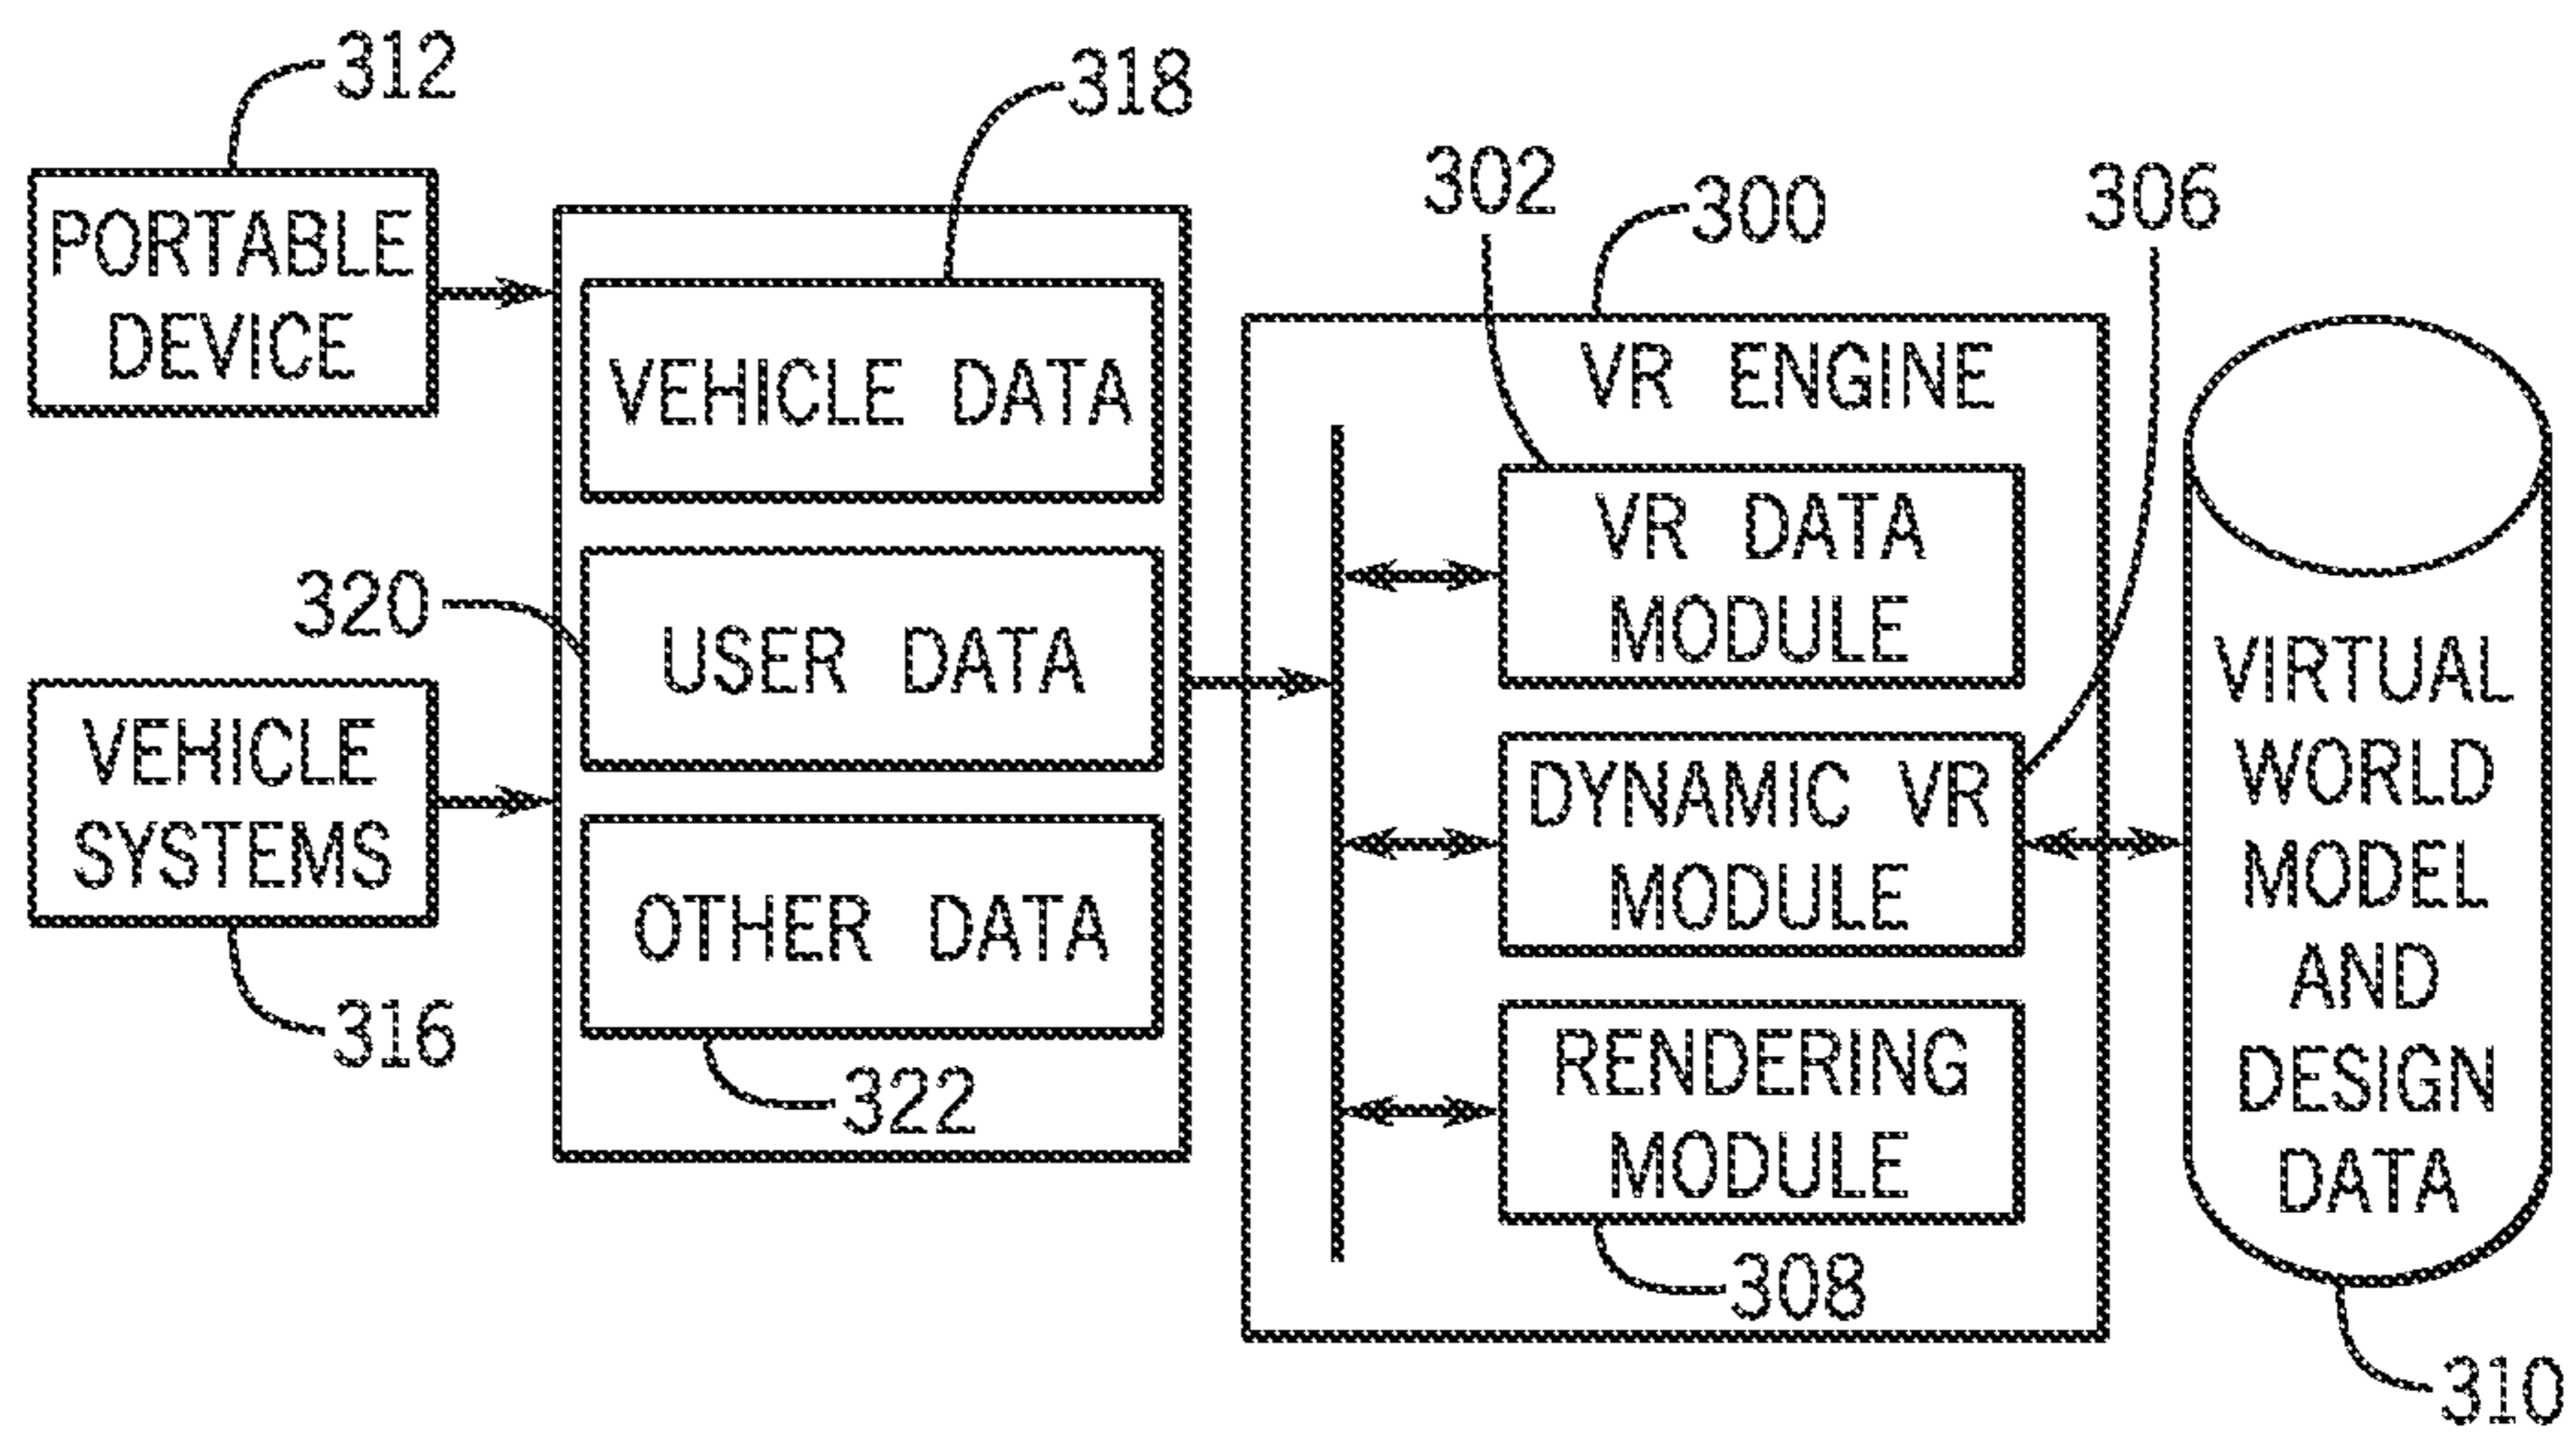 312
318
302
300
306
PORTABLE
DEVICE
VEHICLE DATA
VR ENGINE
VR DATA
MODULE
320
USER DATA
VEHICLE
SYSTEMS
DYNAMIC VR
MODULE
OTHER DATA
316
322
RENDERING
MODULE
308
VIRTUAL
WORLD
MODEL
AND
DESIGN
DATA
310